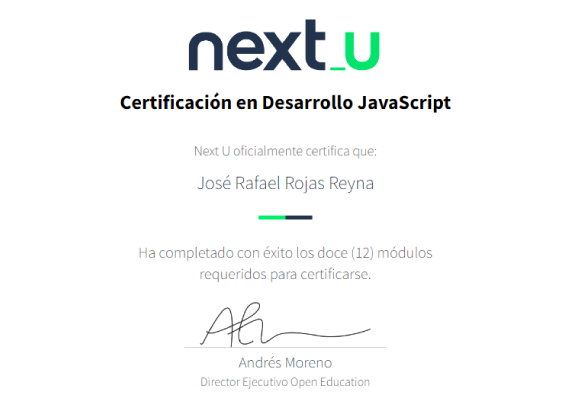 next_u
Certificación en Desarrollo JavaScript
Next U oficialmente certifica que:
José Rafael Rojas Reyna
Ha completado con éxito los doce (12) módulos
requeridos para certificarse.
Andrés Moreno
Director Ejecutivo Open Education